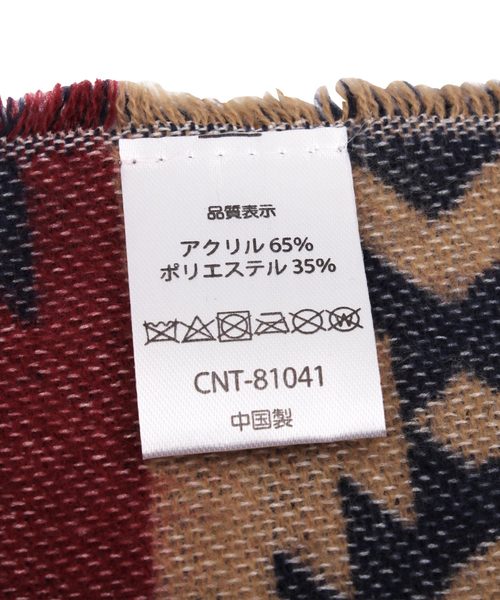 品質表示
アクリル 65%
ポリエステル 35%
CNT-81041
中国製